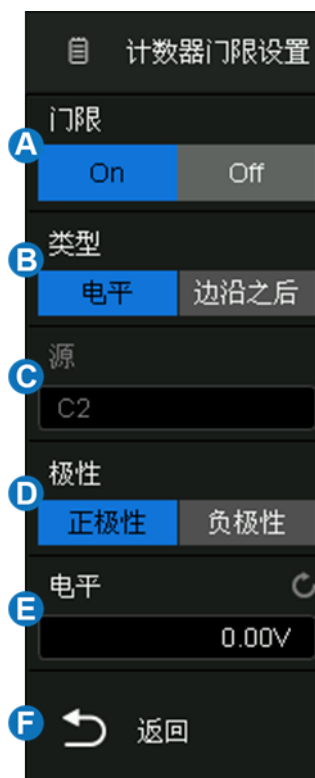 计数器门限设置
门限
A
On Off
类型
B
电平 边沿之后
源
C
C2
极性
D
正极性 负极性
电平
E
0.00V
F 返回